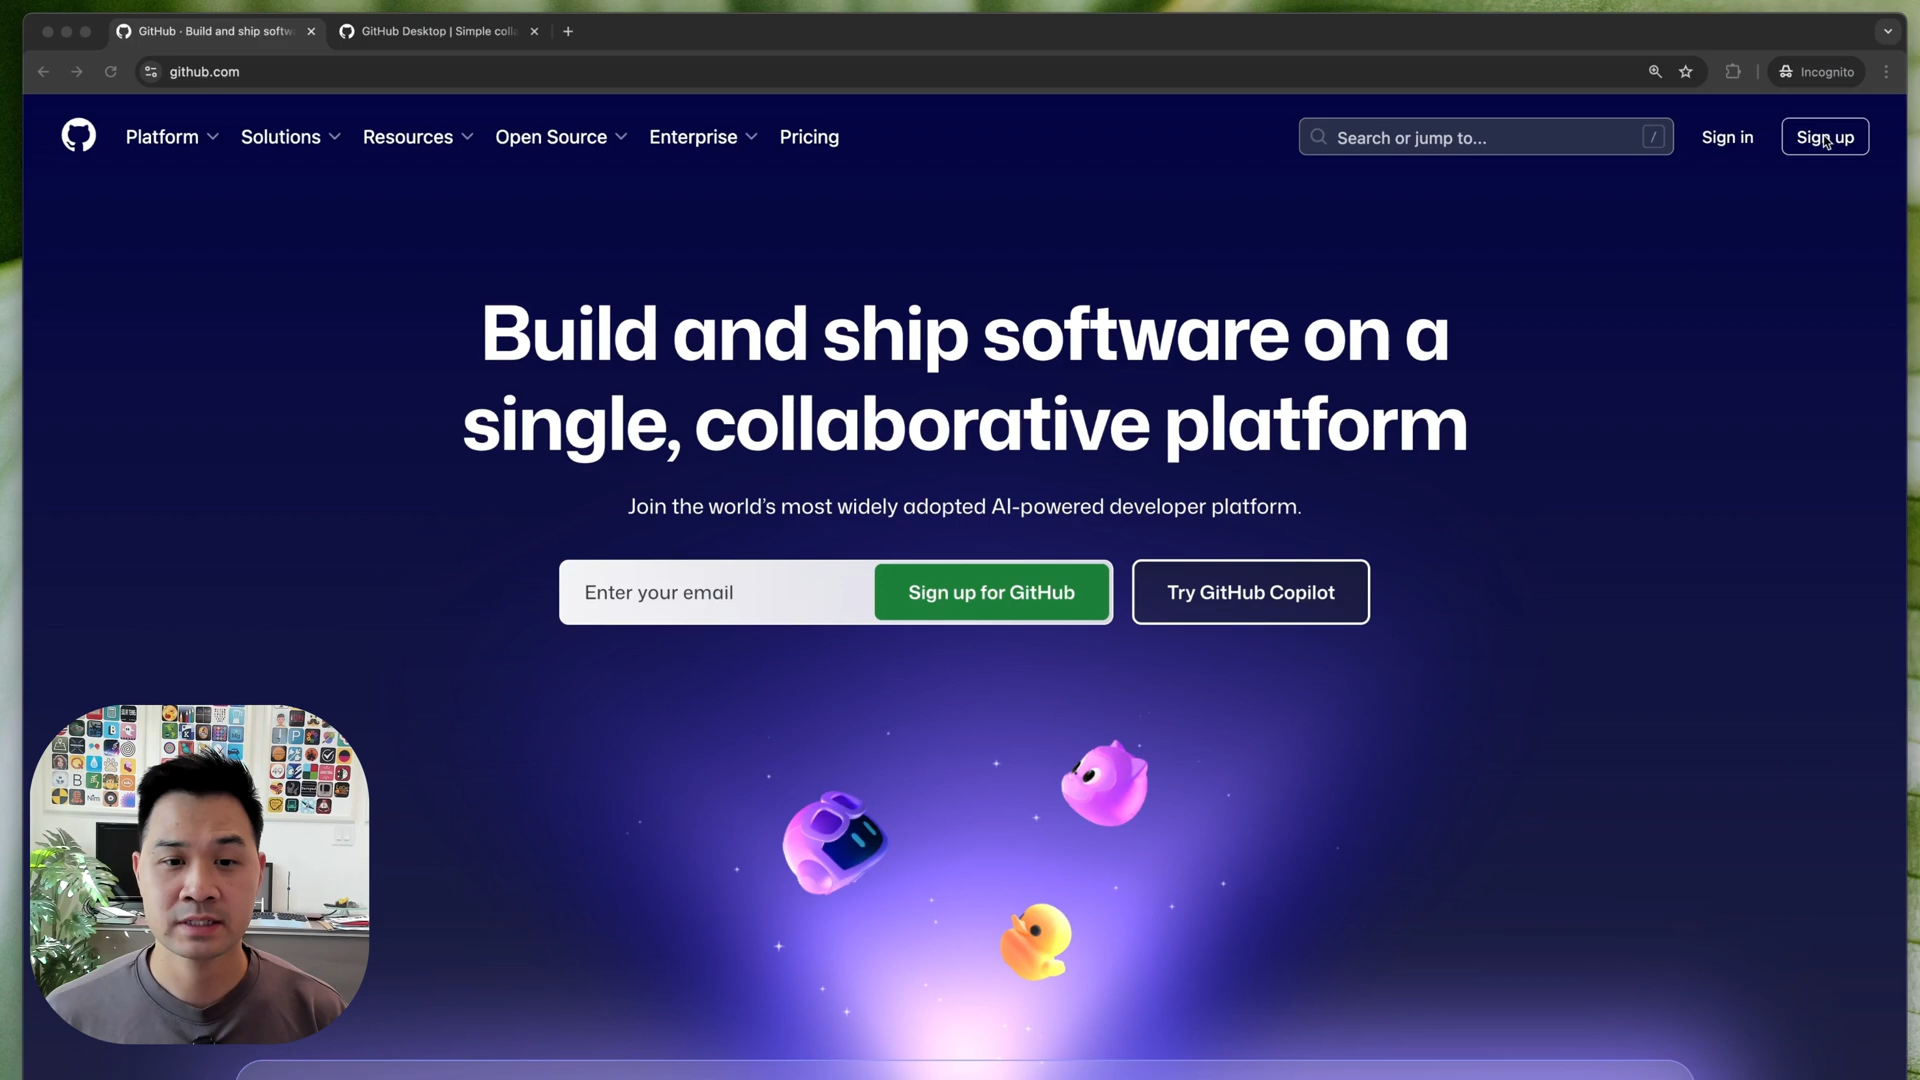 GitHub · Build and ship softw
GitHub Desktop | Simple colla
github.com
Incognito
Platform
Solutions
Resources
Open Source
Enterprise
Pricing
Search or jump to...
/
Sign in
Sign up
Build and ship software on a
single, collaborative platform
Join the world's most widely adopted AI-powered developer platform.
Enter your email
Sign up for GitHub
Try GitHub Copilot